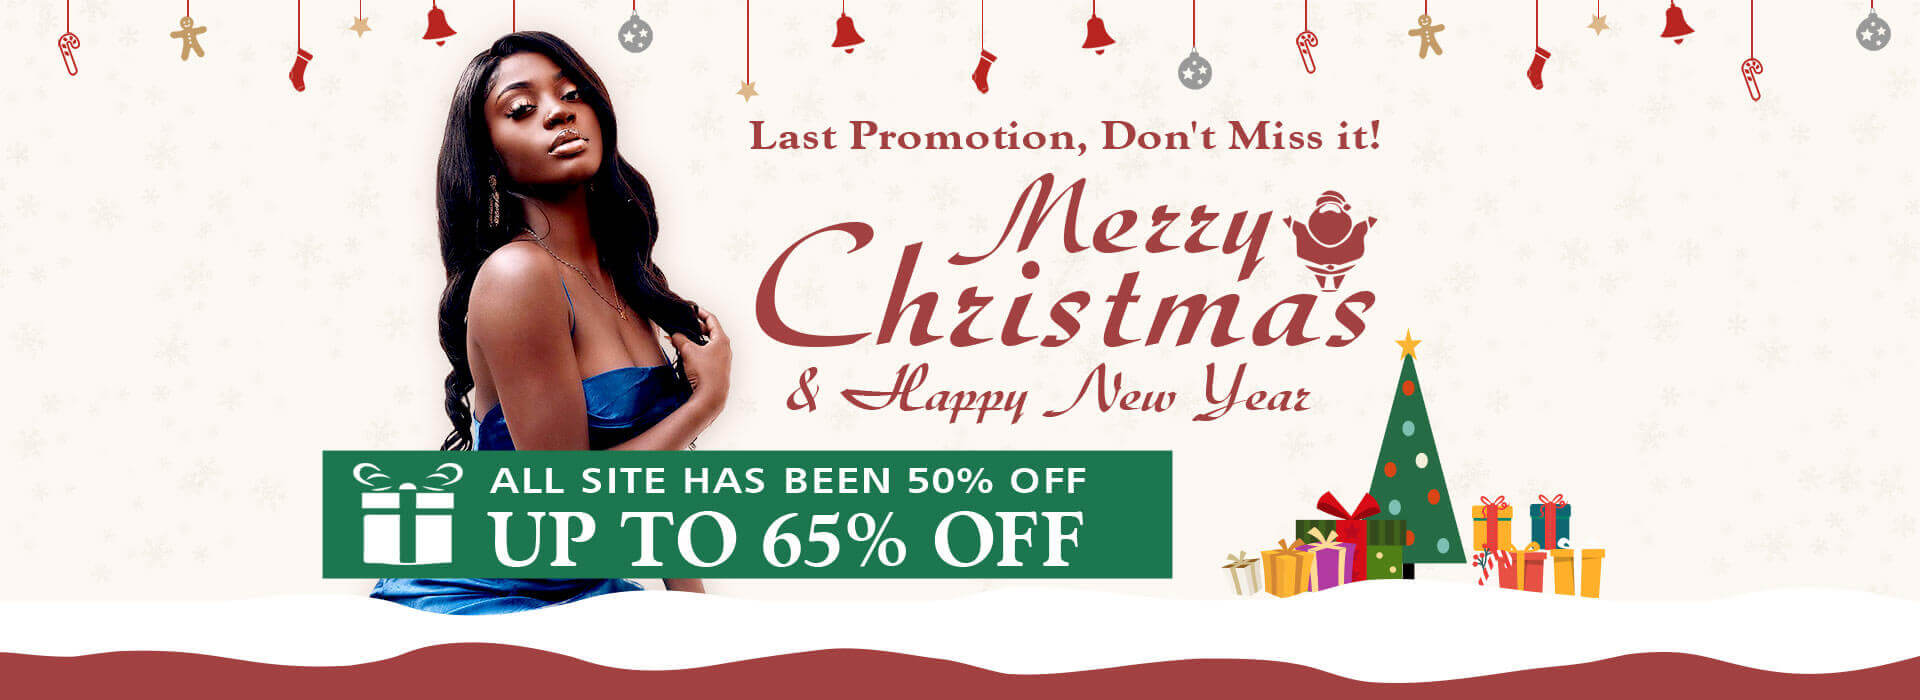 Last Promotion, Don't Miss it!
Merry
Christmas
& Happy New Year
ALL SITE HAS BEEN 50% OFF
UP TO 65% OFF